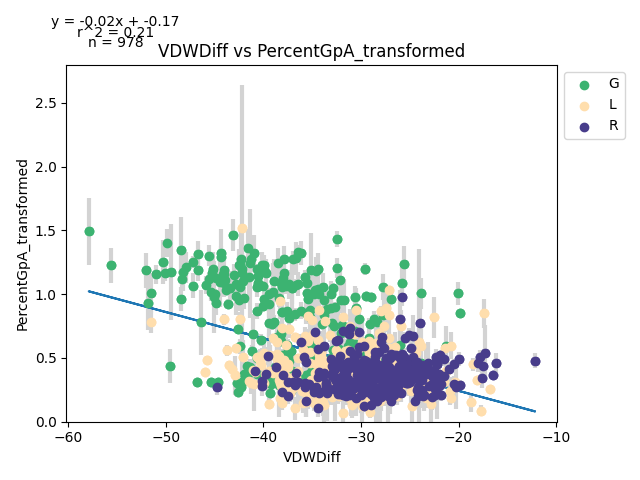 y = -0.02x + -0.17
r^2 = 0.21
n = 978
VDWDiff vs PercentGpA_transformed
G
L
R
PercentGpA_transformed
2.5
2.0
1.5
1.0
0.5
0.0
−60
−50
−40
−30
−20
−10
VDWDiff